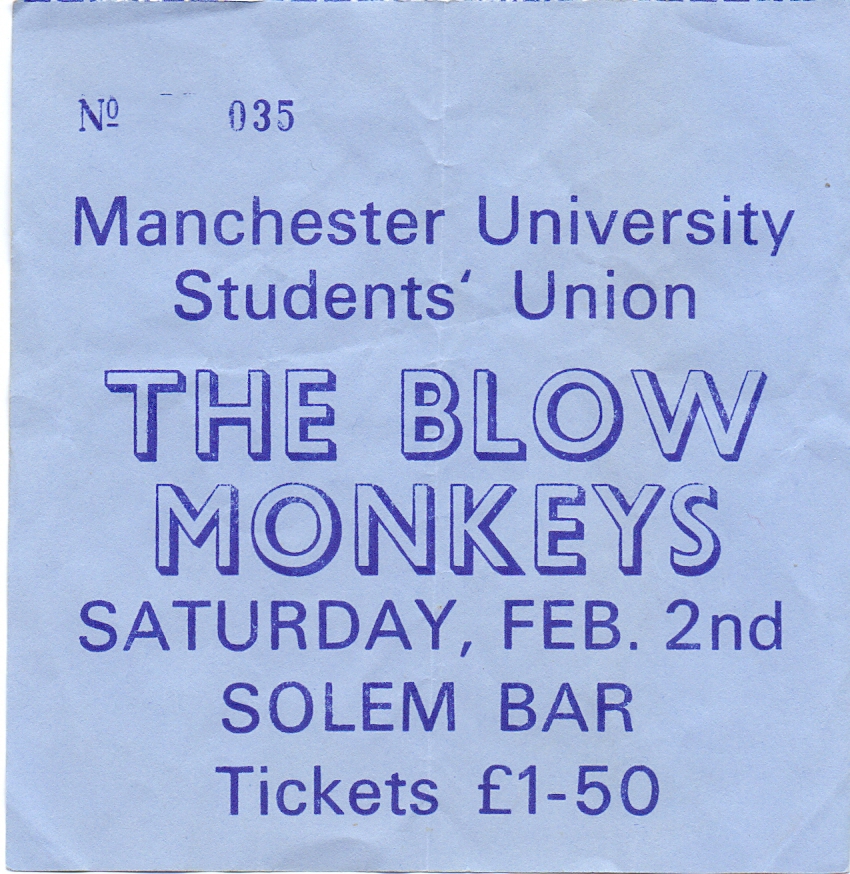 Nº 035
Manchester University
Students' Union
THE BLOW
MONKEYS
SATURDAY, FEB. 2nd
SOLEM BAR
Tickets £1-50